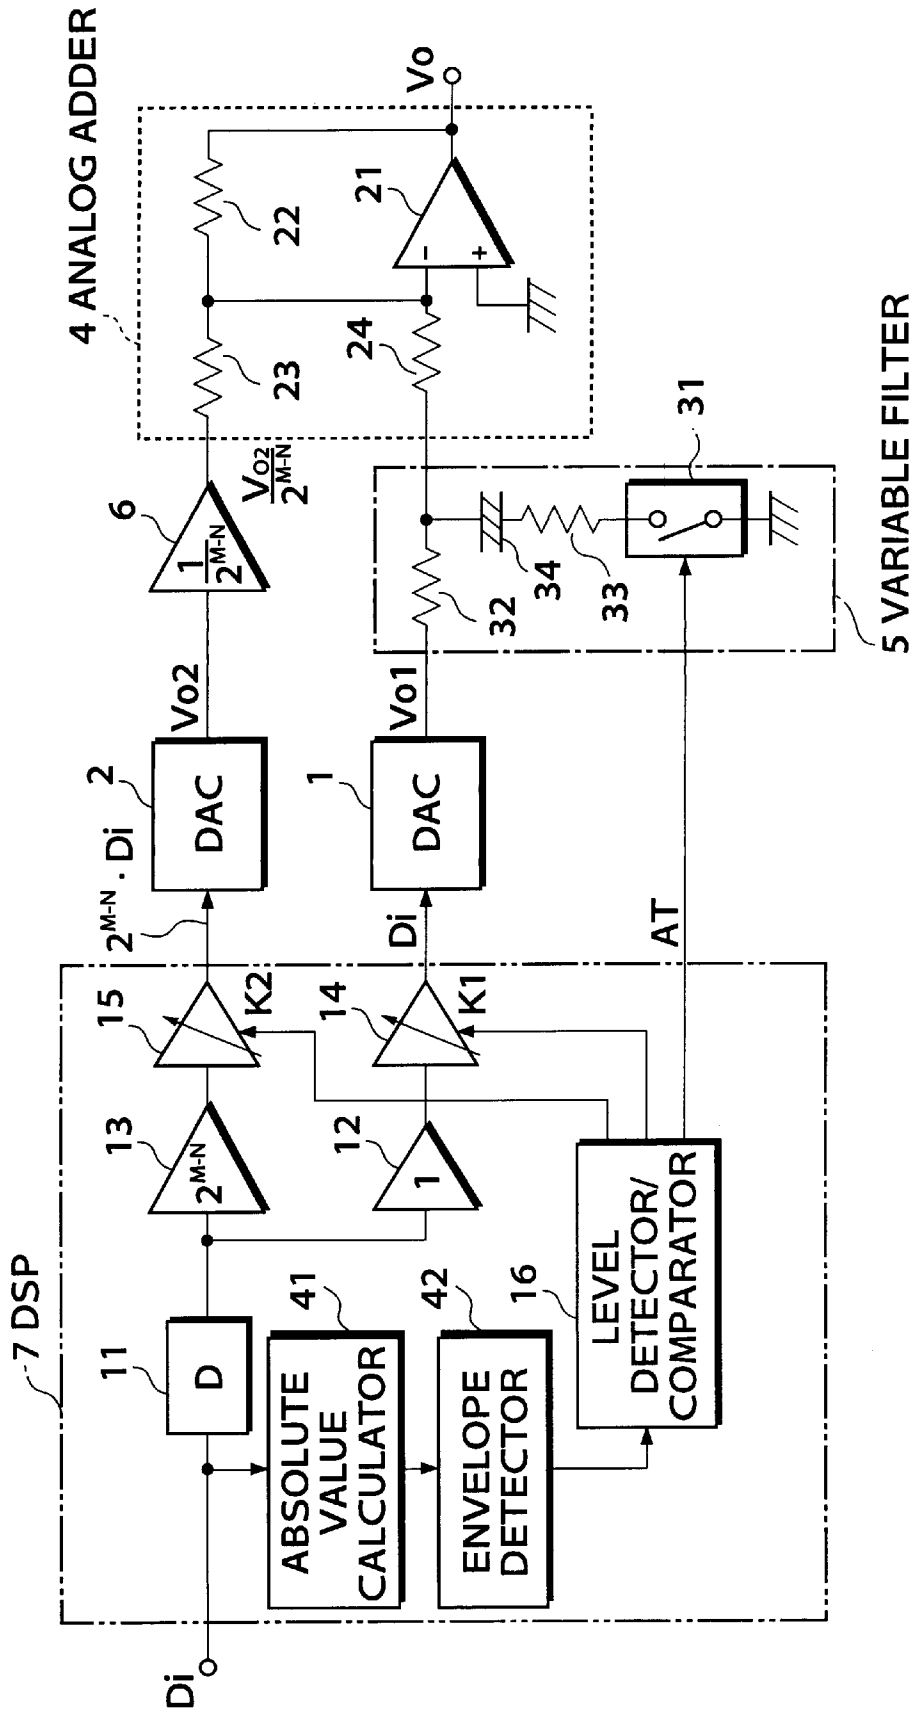 7 DSP
Di
11
D
13
2^M-N
15
K2
2^M-N . Di
2
DAC
Vo2
6
1/2^M-N
Vo2/2^M-N
4 ANALOG ADDER
23
22
21
-
+
24
Vo
12
1
14
K1
Di
1
DAC
Vo1
32
34
33
31
5 VARIABLE FILTER
41
ABSOLUTE
VALUE
CALCULATOR
42
ENVELOPE
DETECTOR
16
LEVEL
DETECTOR/
COMPARATOR
AT